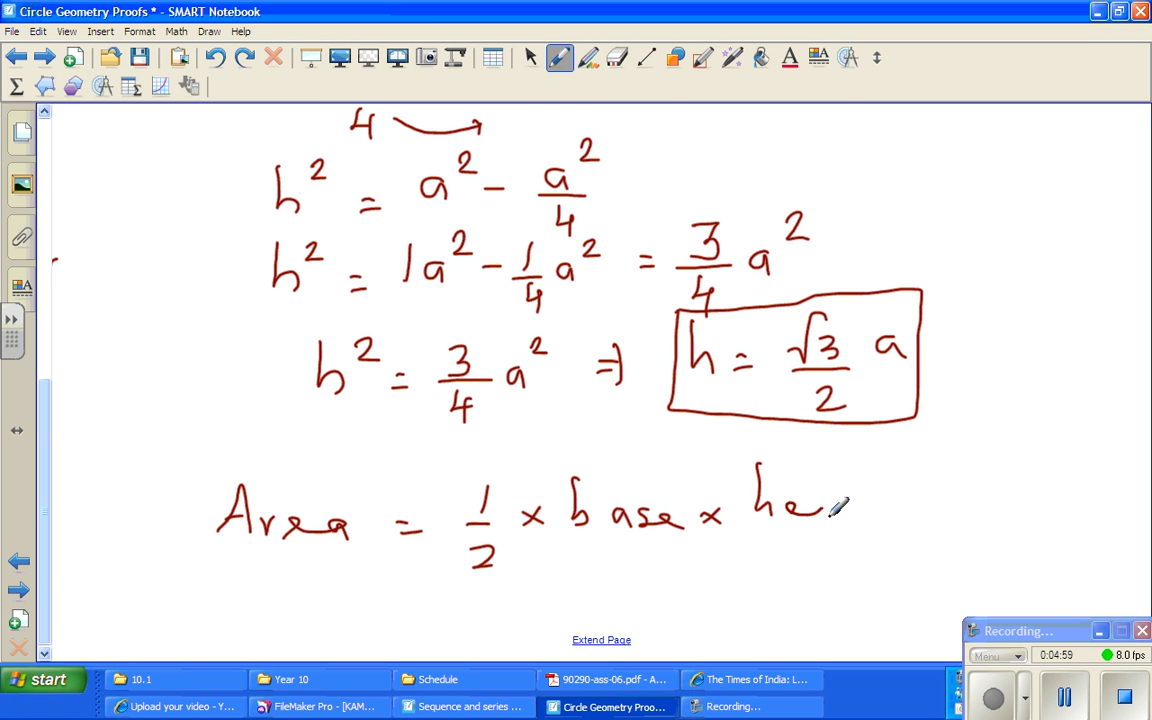 Circle Geometry Proofs * - SMART Notebook
File Edit View Insert Format Math Draw Help
4
h² = a² - a²/4
h² = 1a² - 1/4 a² = 3/4 a²
h² = 3/4 a² ⇒ h = √3/2 a
Area = 1/2 × base × he
Extend Page
Recording...
Menu 0:04:59 8.0 fps
start 10.1 Year 10 Schedule 90290-ass-06.pdf - A... The Times of India: L...
Upload your video - Y... FileMaker Pro - [KAM... Sequence and series ... Circle Geometry Proo... Recording...